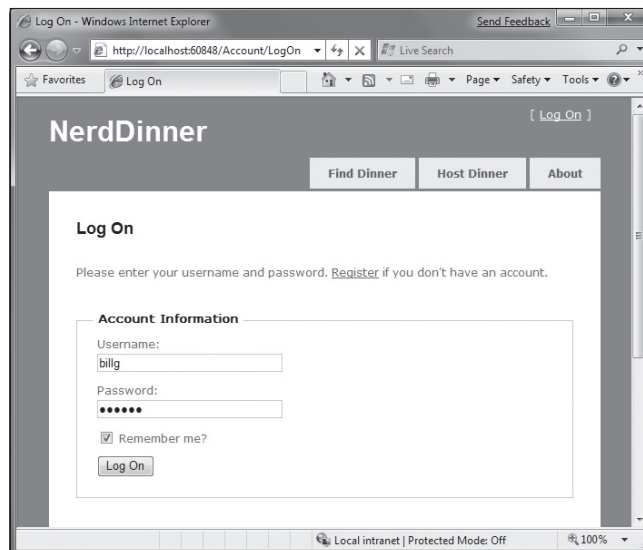 Log On - Windows Internet Explorer
Send Feedback
http://localhost:60848/Account/LogOn
Live Search
Favorites
Log On
Page
Safety
Tools
[ Log On ]
NerdDinner
Find Dinner
Host Dinner
About
Log On
Please enter your username and password. Register if you don't have an account.
Account Information
Username:
billg
Password:
••••••
Remember me?
Log On
Local intranet | Protected Mode: Off
100%